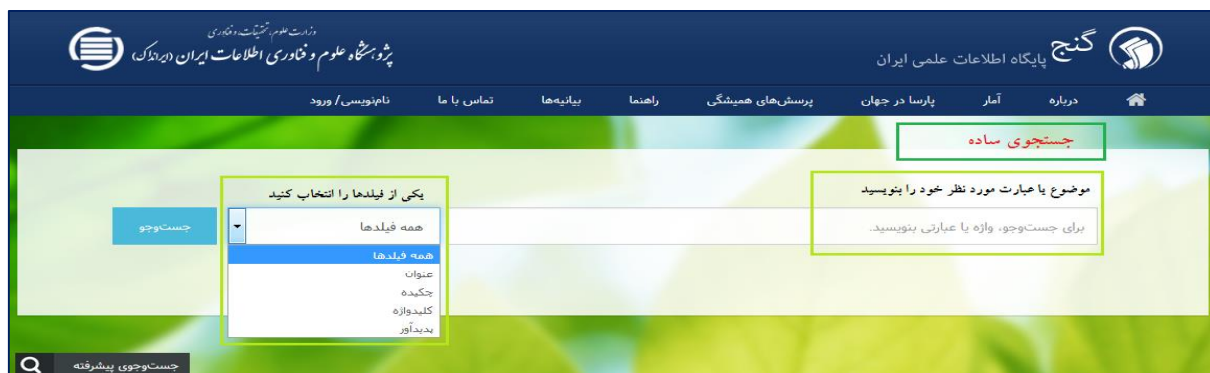 گنج
پایگاه اطلاعات علمی ایران
وزارت علوم، تحقیقات و فناوری
پژوهشگاه علوم و فناوری اطلاعات ایران (ایرانداک)
درباره آمار پارسا در جهان پرسش‌های همیشگی راهنما بیانیه‌ها تماس با ما نام‌نویسی/ ورود
جستجوی ساده
موضوع یا عبارت مورد نظر خود را بنویسید
یکی از فیلدها را انتخاب کنید
برای جست‌وجو، واژه یا عبارتی بنویسید.
همه فیلدها
جست‌وجو
همه فیلدها
عنوان
چکیده
کلیدواژه
پدیدآور
جست‌وجوی پیشرفته